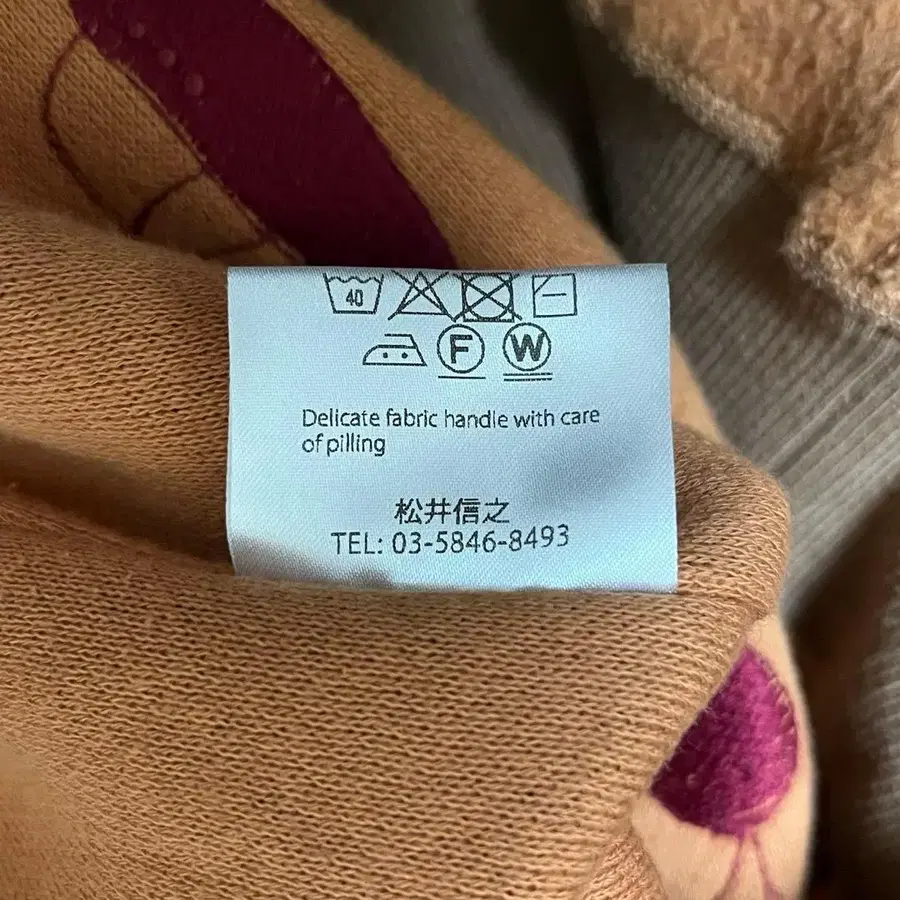 40
F W
Delicate fabric handle with care
of pilling
松井信之
TEL: 03-5846-8493